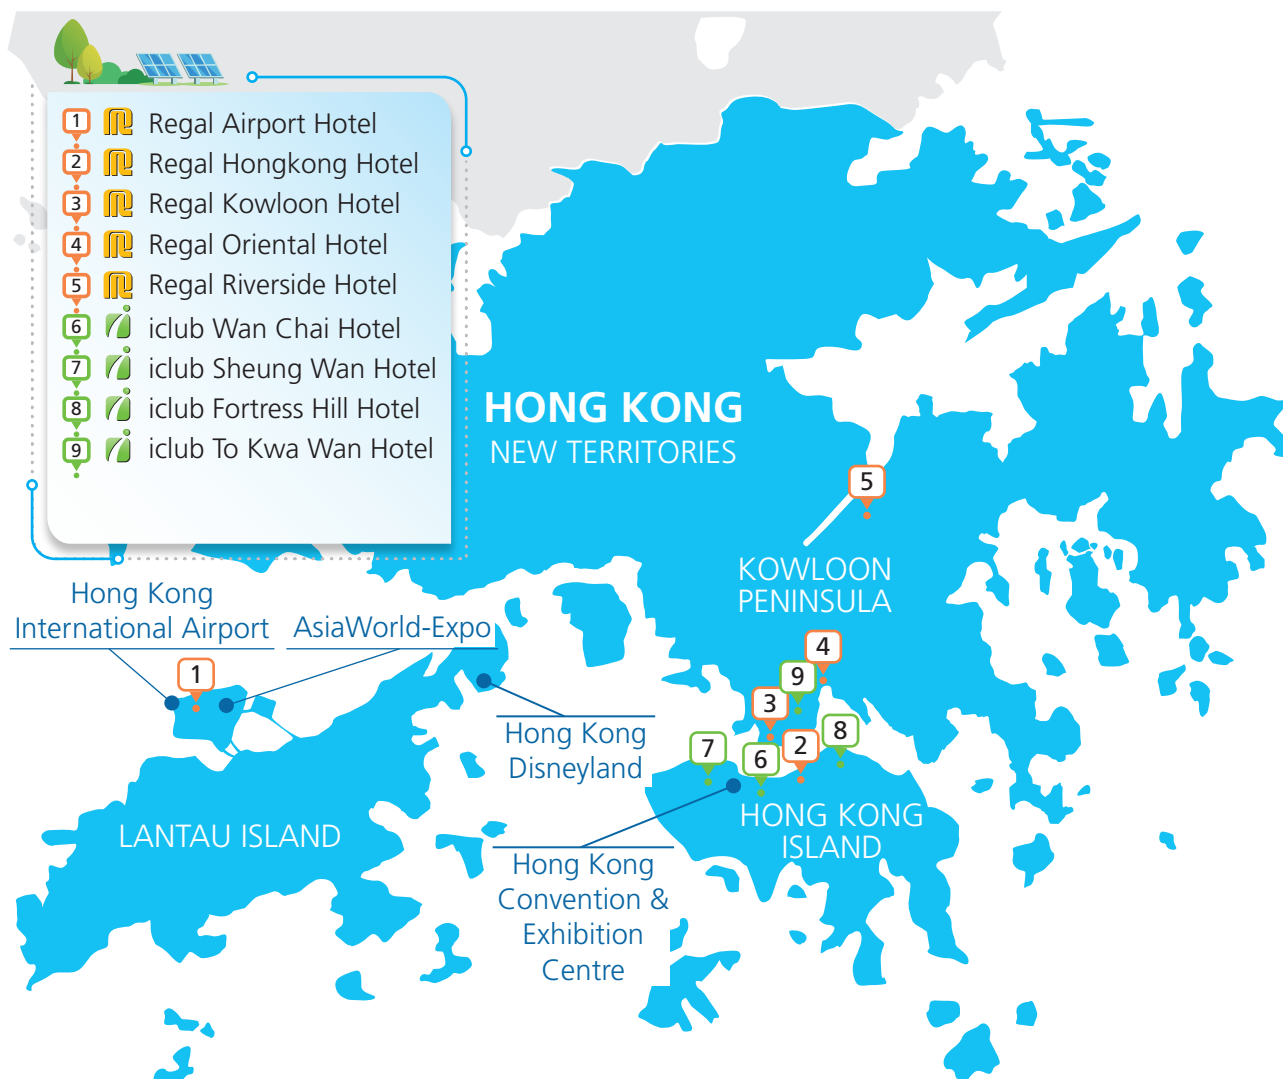 1 Regal Airport Hotel
2 Regal Hongkong Hotel
3 Regal Kowloon Hotel
4 Regal Oriental Hotel
5 Regal Riverside Hotel
6 iclub Wan Chai Hotel
7 iclub Sheung Wan Hotel
8 iclub Fortress Hill Hotel
9 iclub To Kwa Wan Hotel
HONG KONG
NEW TERRITORIES
5
KOWLOON
PENINSULA
Hong Kong
International Airport
AsiaWorld-Expo
1
4
9
3
Hong Kong
Disneyland
7
6
2
8
HONG KONG
ISLAND
LANTAU ISLAND
Hong Kong
Convention &
Exhibition
Centre